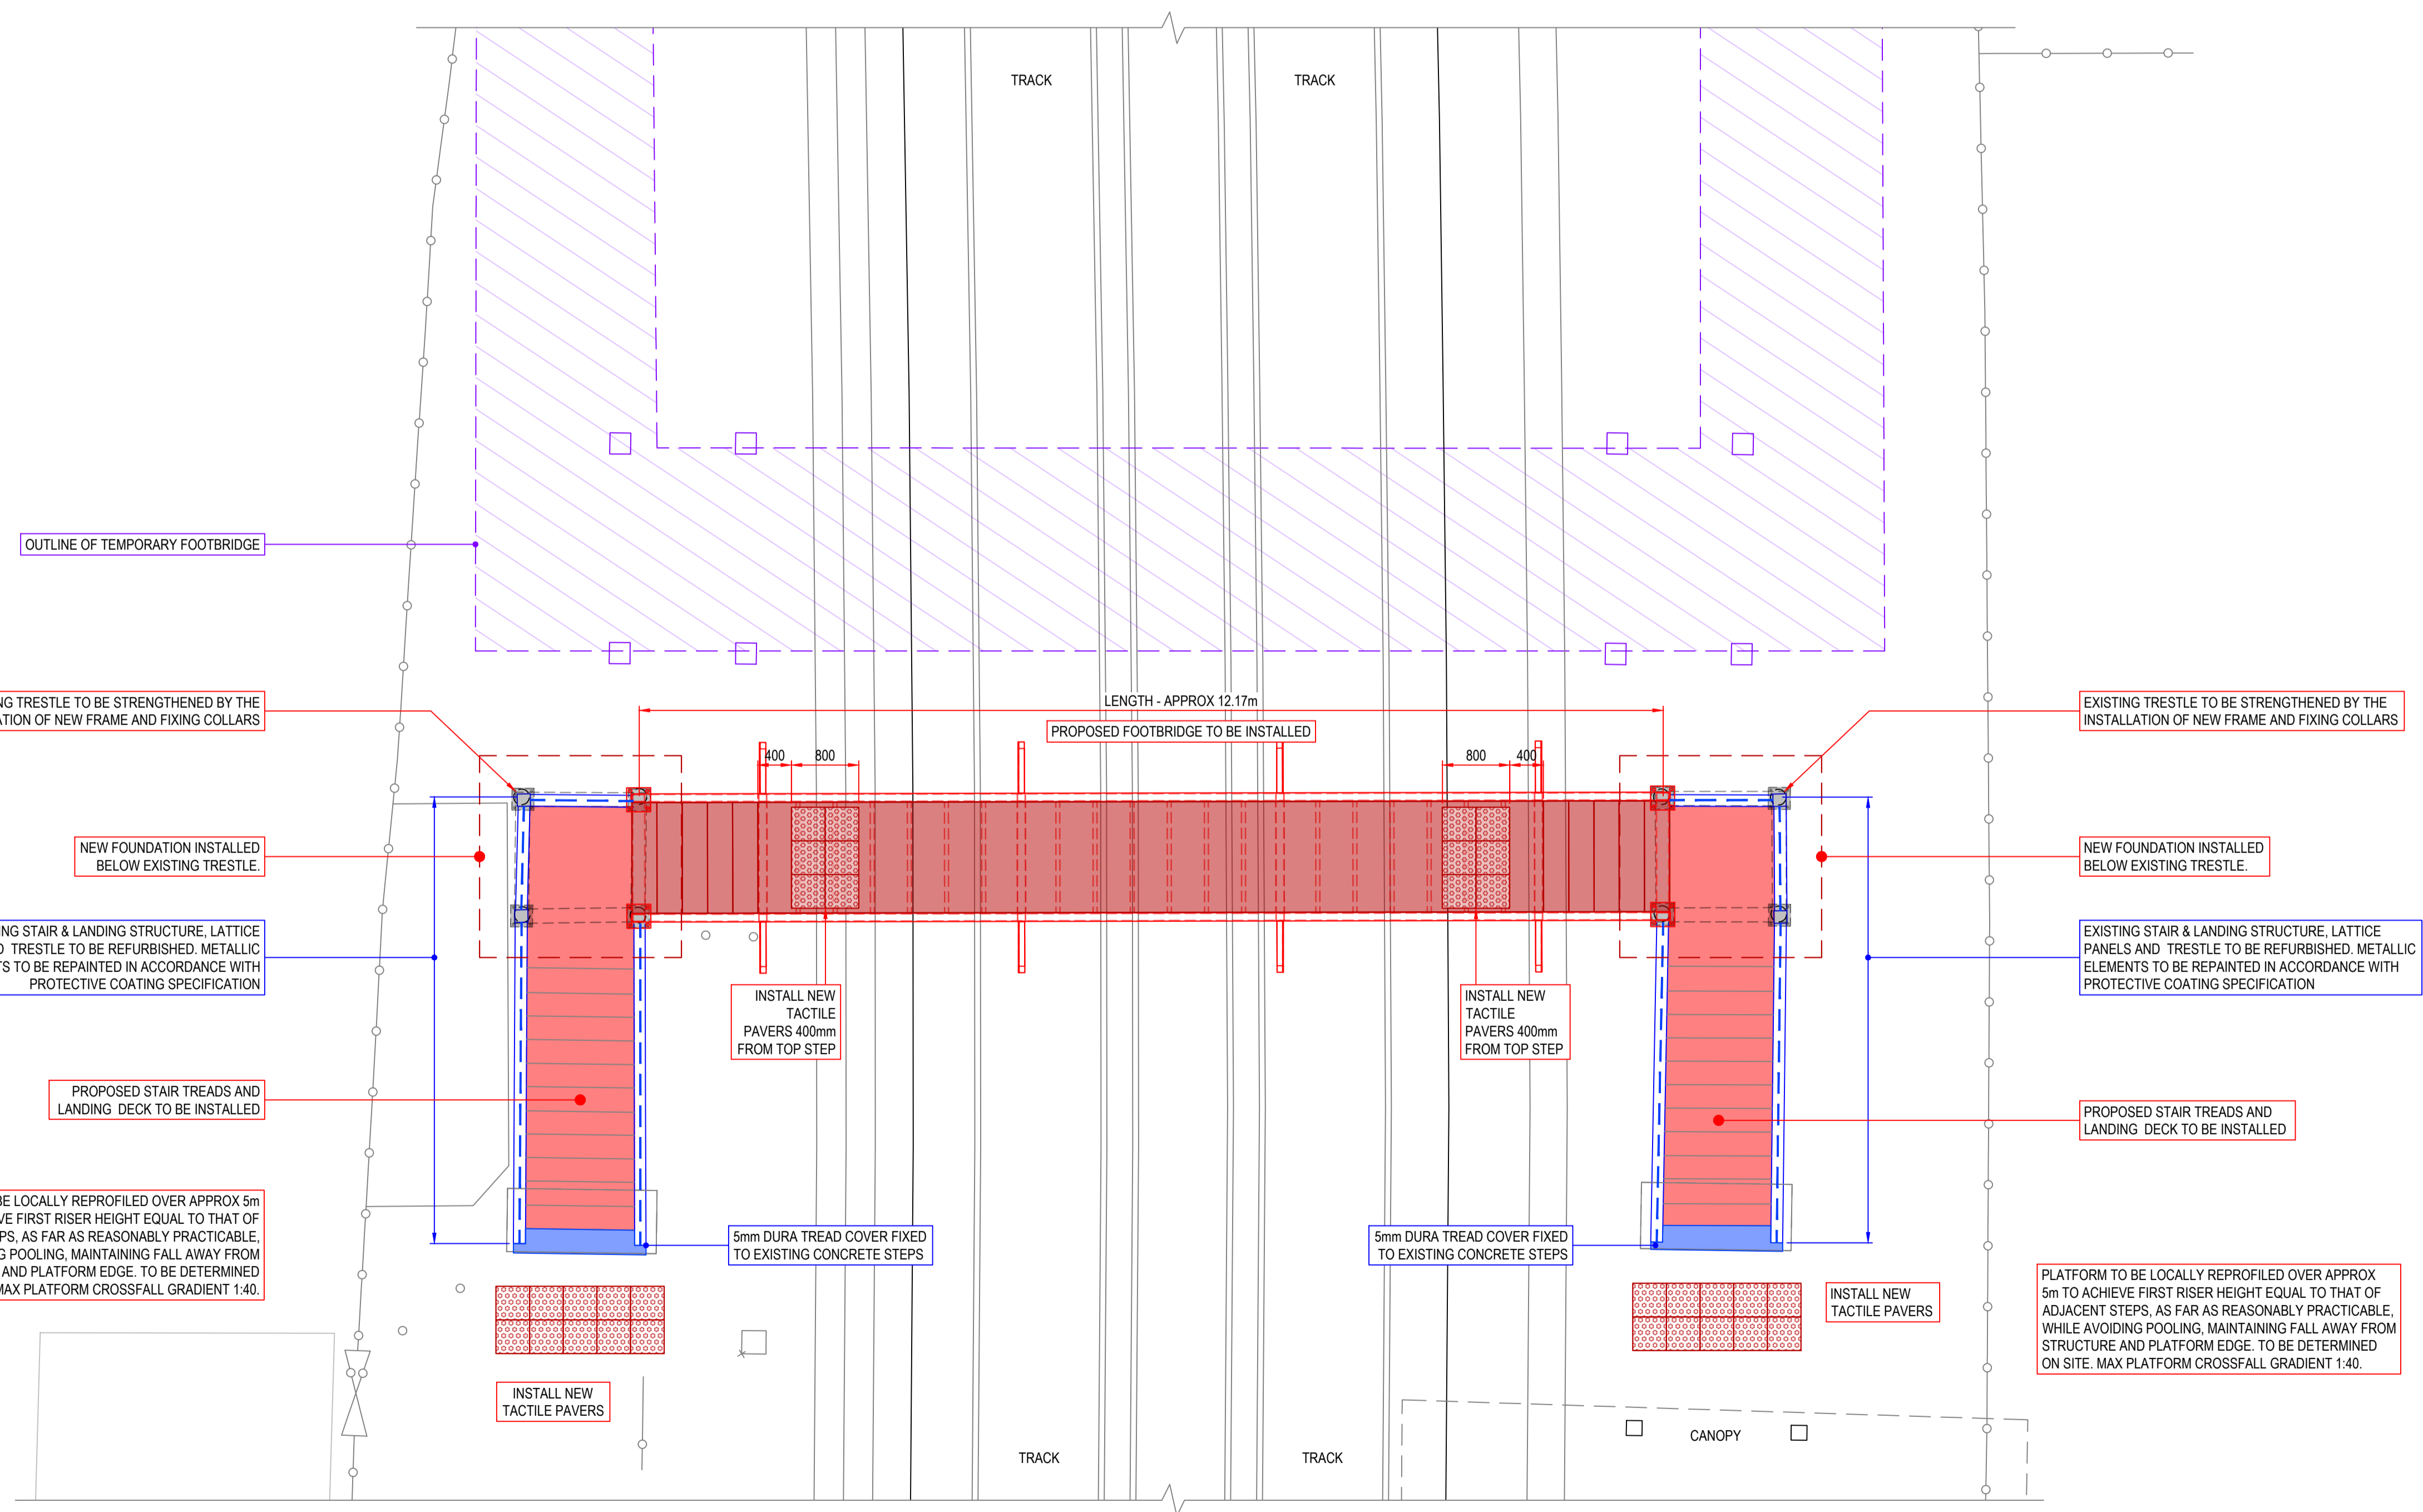 TRACK
TRACK
OUTLINE OF TEMPORARY FOOTBRIDGE
LENGTH - APPROX 12.17m
PROPOSED FOOTBRIDGE TO BE INSTALLED
400
800
800
400
TRESTLE TO BE STRENGTHENED BY THE
OF NEW FRAME AND FIXING COLLARS
EXISTING TRESTLE TO BE STRENGTHENED BY THE
INSTALLATION OF NEW FRAME AND FIXING COLLARS
NEW FOUNDATION INSTALLED
BELOW EXISTING TRESTLE.
NEW FOUNDATION INSTALLED
BELOW EXISTING TRESTLE.
STAIR & LANDING STRUCTURE, LATTICE
TRESTLE TO BE REFURBISHED. METALLIC
TO BE REPAINTED IN ACCORDANCE WITH
PROTECTIVE COATING SPECIFICATION
EXISTING STAIR & LANDING STRUCTURE, LATTICE
PANELS AND TRESTLE TO BE REFURBISHED. METALLIC
ELEMENTS TO BE REPAINTED IN ACCORDANCE WITH
PROTECTIVE COATING SPECIFICATION
INSTALL NEW
TACTILE
PAVERS 400mm
FROM TOP STEP
INSTALL NEW
TACTILE
PAVERS 400mm
FROM TOP STEP
PROPOSED STAIR TREADS AND
LANDING DECK TO BE INSTALLED
PROPOSED STAIR TREADS AND
LANDING DECK TO BE INSTALLED
BE LOCALLY REPROFILED OVER APPROX 5m
FIRST RISER HEIGHT EQUAL TO THAT OF
AS FAR AS REASONABLY PRACTICABLE,
POOLING, MAINTAINING FALL AWAY FROM
AND PLATFORM EDGE. TO BE DETERMINED
MAX PLATFORM CROSSFALL GRADIENT 1:40.
5mm DURA TREAD COVER FIXED
TO EXISTING CONCRETE STEPS
5mm DURA TREAD COVER FIXED
TO EXISTING CONCRETE STEPS
INSTALL NEW
TACTILE PAVERS
PLATFORM TO BE LOCALLY REPROFILED OVER APPROX
5m TO ACHIEVE FIRST RISER HEIGHT EQUAL TO THAT OF
ADJACENT STEPS, AS FAR AS REASONABLY PRACTICABLE,
WHILE AVOIDING POOLING, MAINTAINING FALL AWAY FROM
STRUCTURE AND PLATFORM EDGE. TO BE DETERMINED
ON SITE. MAX PLATFORM CROSSFALL GRADIENT 1:40.
INSTALL NEW
TACTILE PAVERS
CANOPY
TRACK
TRACK